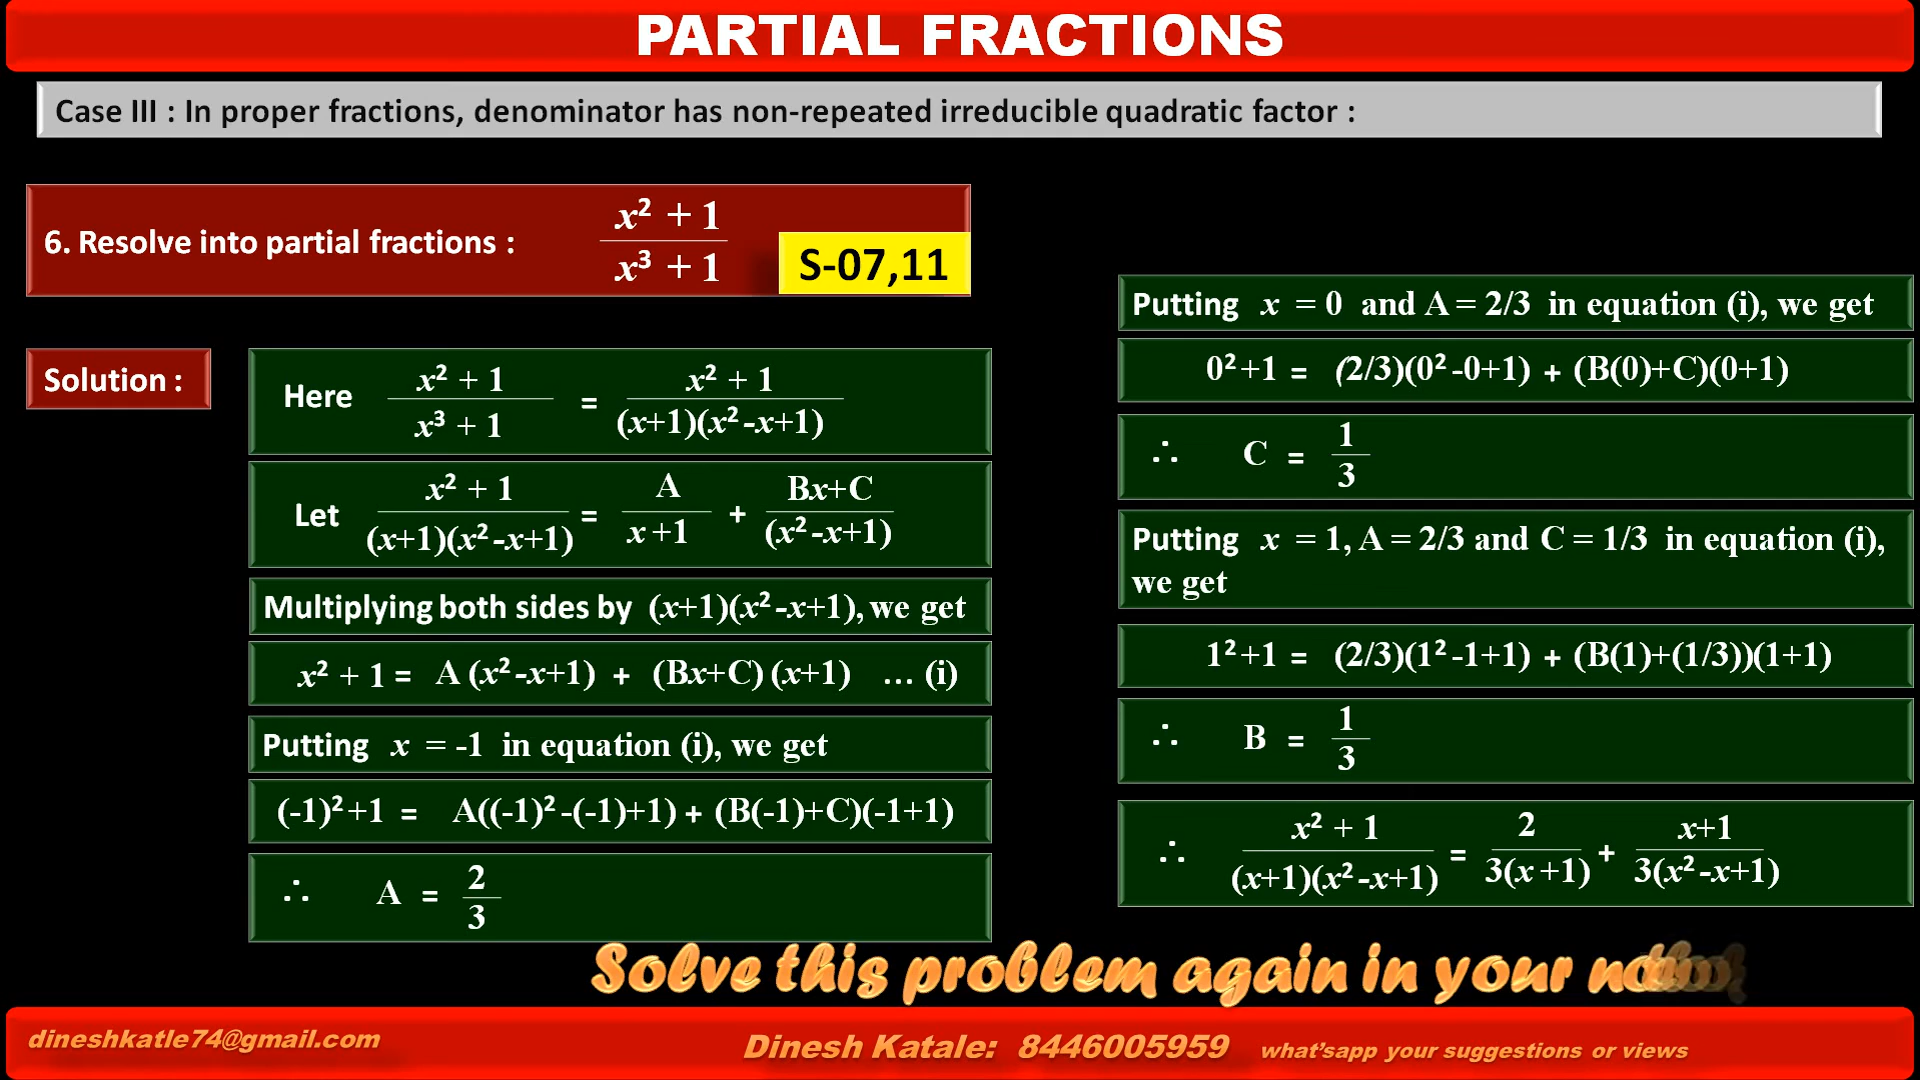 PARTIAL FRACTIONS
Case III : In proper fractions, denominator has non-repeated irreducible quadratic factor :
6. Resolve into partial fractions : (x² + 1)/(x³ + 1)
S-07,11
Solution :
Here (x² + 1)/(x³ + 1) = (x² + 1)/((x+1)(x²-x+1))
Let (x² + 1)/((x+1)(x²-x+1)) = A/(x+1) + (Bx+C)/(x²-x+1)
Multiplying both sides by (x+1)(x²-x+1), we get
x² + 1 = A (x²-x+1) + (Bx+C) (x+1) ... (i)
Putting x = -1 in equation (i), we get
(-1)²+1 = A((-1)²-(-1)+1) + (B(-1)+C)(-1+1)
∴ A = 2/3
Putting x = 0 and A = 2/3 in equation (i), we get
0²+1 = (2/3)(0²-0+1) + (B(0)+C)(0+1)
∴ C = 1/3
Putting x = 1, A = 2/3 and C = 1/3 in equation (i),
we get
1²+1 = (2/3)(1²-1+1) + (B(1)+(1/3))(1+1)
∴ B = 1/3
∴ (x² + 1)/((x+1)(x²-x+1)) = 2/(3(x+1)) + (x+1)/(3(x²-x+1))
Solve this problem again in your
dineshkatle74@gmail.com
Dinesh Katale: 8446005959 what'sapp your suggestions or views